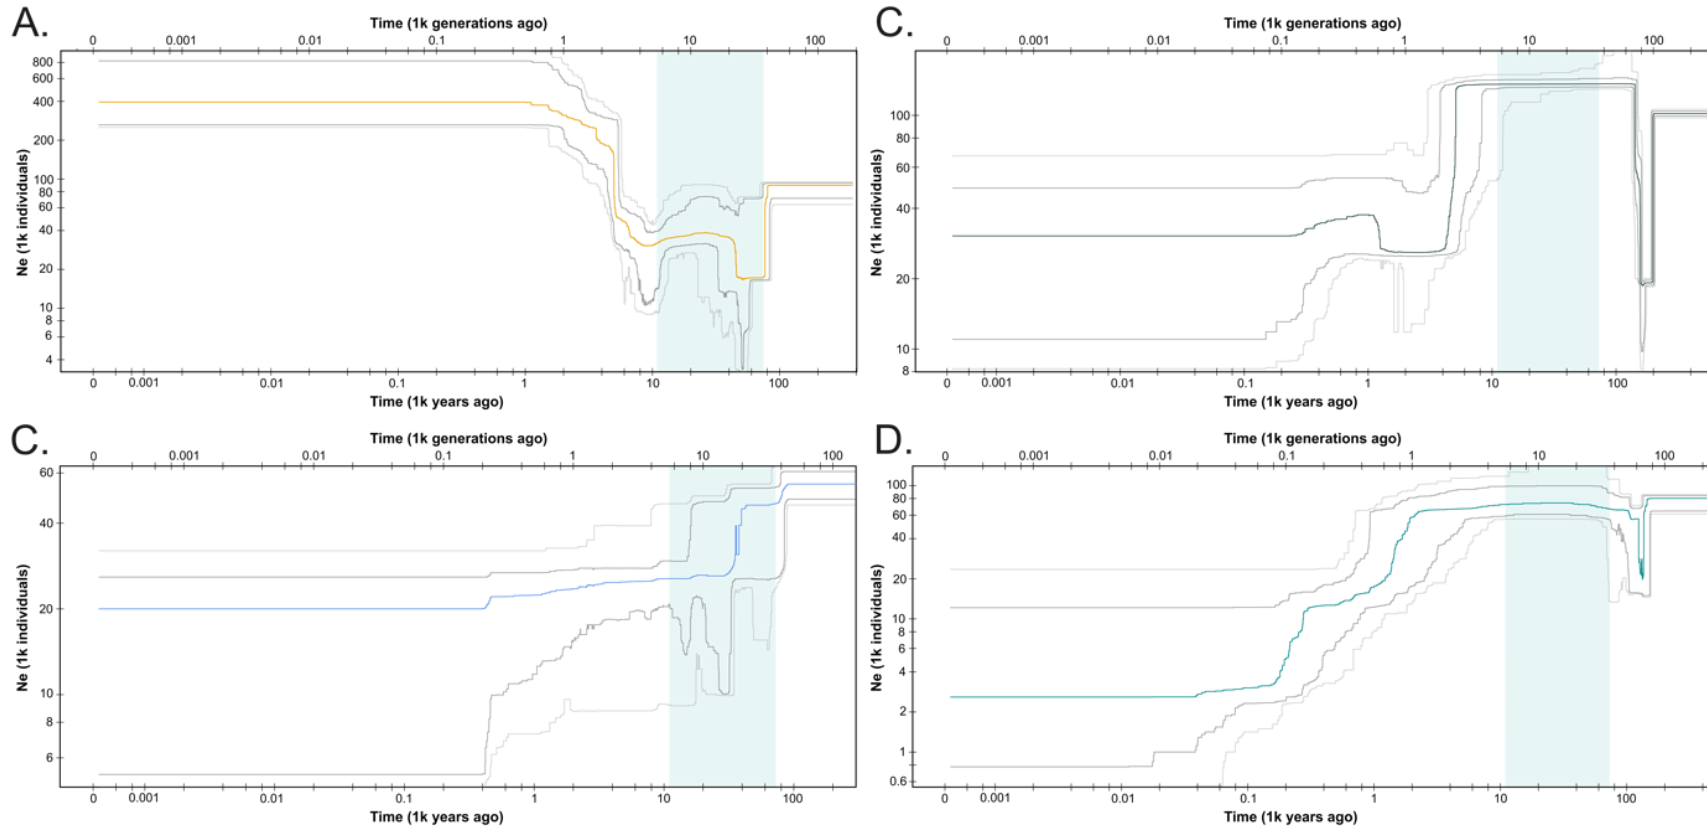 A.
Time (1k generations ago)
0 0.001 0.01 0.1 1 10 100
Ne (1k individuals)
800
600
400
200
100
80
60
40
20
10
8
6
4
0 0.001 0.01 0.1 1 10 100
Time (1k years ago)
C.
Time (1k generations ago)
0 0.001 0.01 0.1 1 10 100
Ne (1k individuals)
100
80
60
40
20
10
8
0 0.001 0.01 0.1 1 10 100
Time (1k years ago)
C.
Time (1k generations ago)
0 0.001 0.01 0.1 1 10 100
Ne (1k individuals)
60
40
20
10
8
6
0 0.001 0.01 0.1 1 10 100
Time (1k years ago)
D.
Time (1k generations ago)
0 0.001 0.01 0.1 1 10 100
Ne (1k individuals)
100
80
60
40
20
10
8
6
4
2
1
0.6
0 0.001 0.01 0.1 1 10 100
Time (1k years ago)